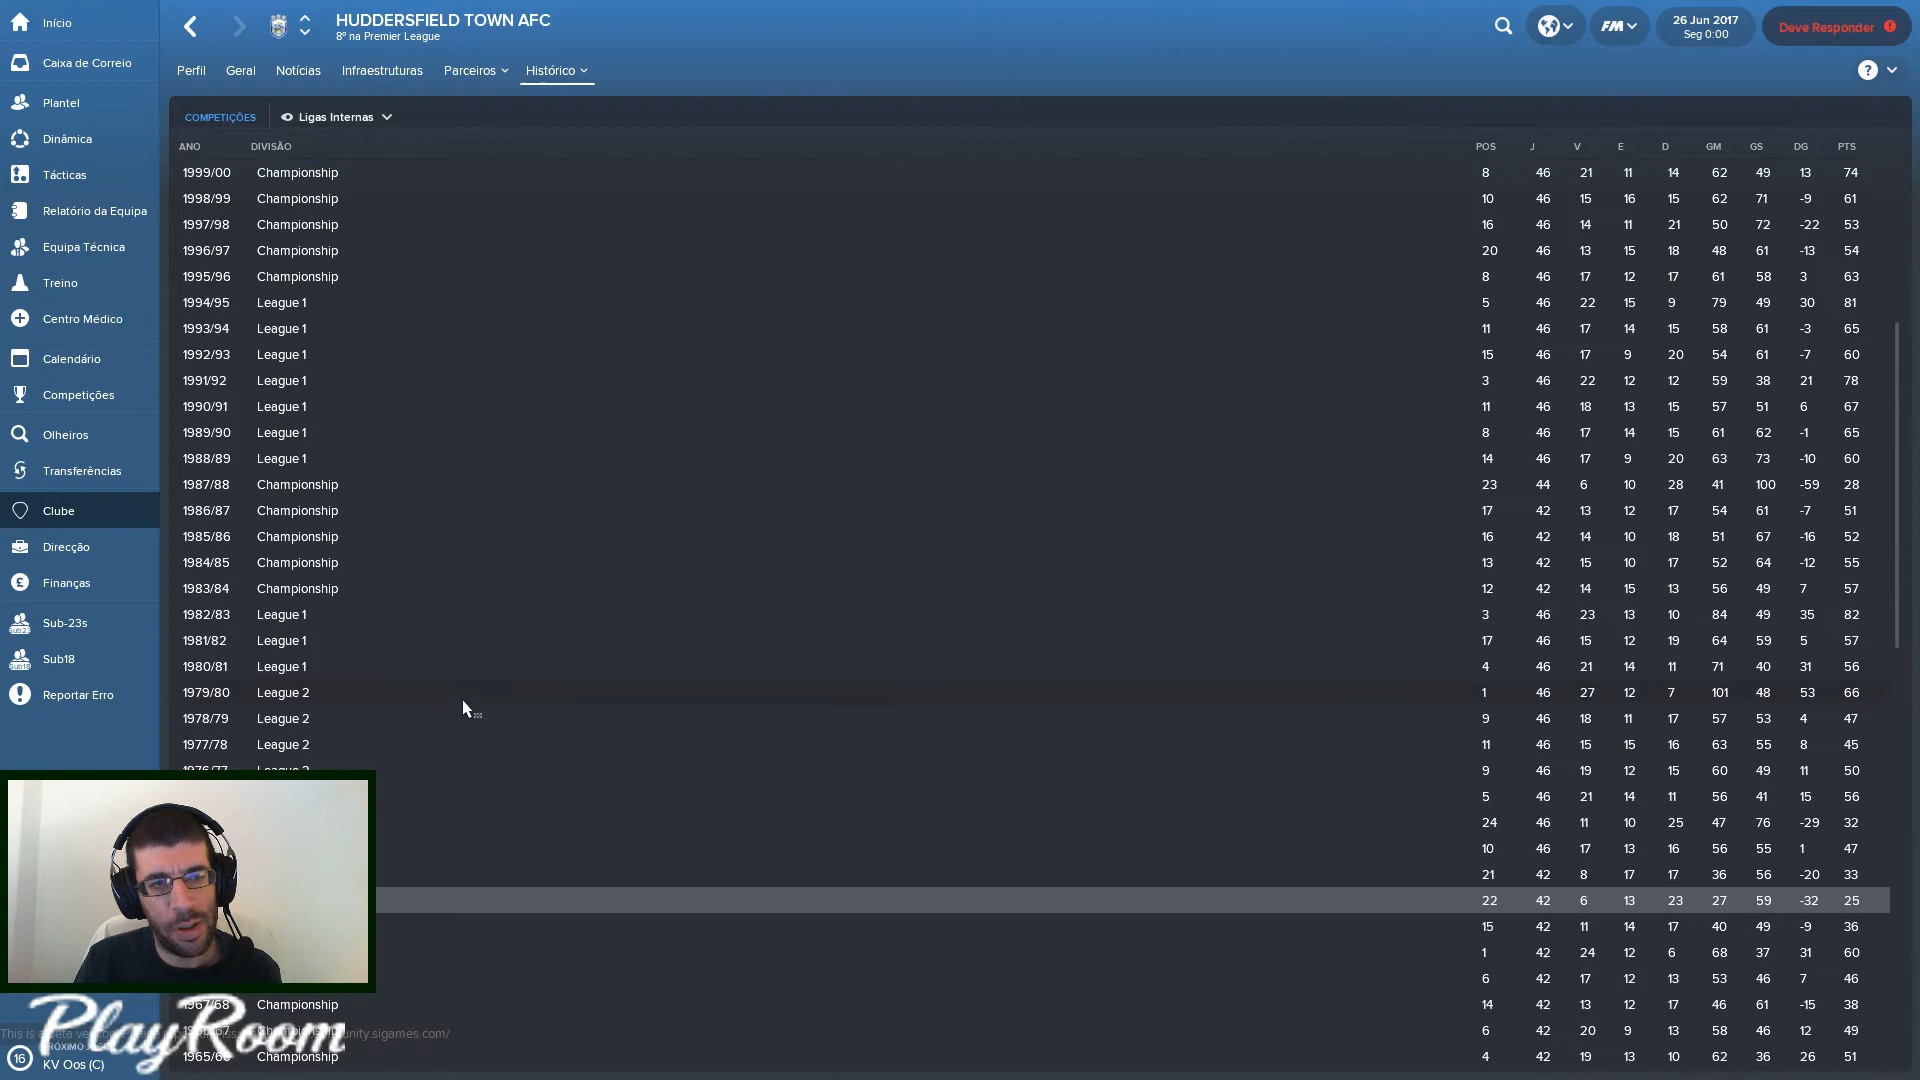 Início
Caixa de Correio
Plantel
Dinâmica
Tácticas
Relatório da Equipa
Equipa Técnica
Treino
Centro Médico
Calendário
Competições
Olheiros
Transferências
Clube
Direcção
Finanças
Sub-23s
Sub18
Reportar Erro
HUDDERSFIELD TOWN AFC
8º na Premier League
FM
26 Jun 2017
Seg 0:00
Deve Responder
Perfil Geral Notícias Infraestruturas Parceiros Histórico
?
COMPETIÇÕES Ligas Internas
ANO DIVISÃO POS J V E D GM GS DG PTS
1999/00 Championship 8 46 21 11 14 62 49 13 74
1998/99 Championship 10 46 15 16 15 62 71 -9 61
1997/98 Championship 16 46 14 11 21 50 72 -22 53
1996/97 Championship 20 46 13 15 18 48 61 -13 54
1995/96 Championship 8 46 17 12 17 61 58 3 63
1994/95 League 1 5 46 22 15 9 79 49 30 81
1993/94 League 1 11 46 17 14 15 58 61 -3 65
1992/93 League 1 15 46 17 9 20 54 61 -7 60
1991/92 League 1 3 46 22 12 12 59 38 21 78
1990/91 League 1 11 46 18 13 15 57 51 6 67
1989/90 League 1 8 46 17 14 15 61 62 -1 65
1988/89 League 1 14 46 17 9 20 63 73 -10 60
1987/88 Championship 23 44 6 10 28 41 100 -59 28
1986/87 Championship 17 42 13 12 17 54 61 -7 51
1985/86 Championship 16 42 14 10 18 51 67 -16 52
1984/85 Championship 13 42 15 10 17 52 64 -12 55
1983/84 Championship 12 42 14 15 13 56 49 7 57
1982/83 League 1 3 46 23 13 10 84 49 35 82
1981/82 League 1 17 46 15 12 19 64 59 5 57
1980/81 League 1 4 46 21 14 11 71 40 31 56
1979/80 League 2 1 46 27 12 7 101 48 53 66
1978/79 League 2 9 46 18 11 17 57 53 4 47
1977/78 League 2 11 46 15 15 16 63 55 8 45
1976/77 League 2 9 46 19 12 15 60 49 11 50
5 46 21 14 11 56 41 15 56
24 46 11 10 25 47 76 -29 32
10 46 17 13 16 56 55 1 47
21 42 8 17 17 36 56 -20 33
22 42 6 13 23 27 59 -32 25
15 42 11 14 17 40 49 -9 36
1 42 24 12 6 68 37 31 60
6 42 17 12 13 53 46 7 46
1967/68 Championship 14 42 13 12 17 46 61 -15 38
6 42 20 9 13 58 46 12 49
1965/66 Championship 4 42 19 13 10 62 36 26 51
PlayRoom
16 KV Oos (C)